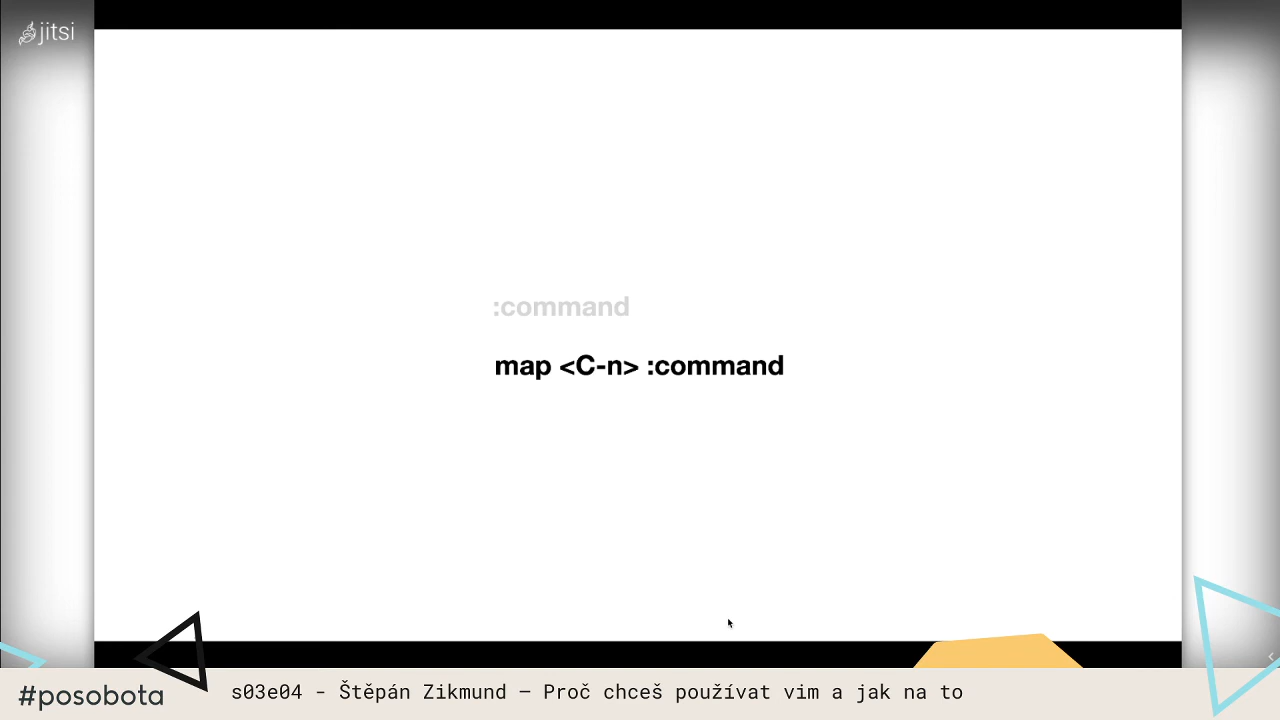 jitsi
:command
map <C-n> :command
#posobota
s03e04 - Štěpán Zikmund — Proč chceš používat vim a jak na to